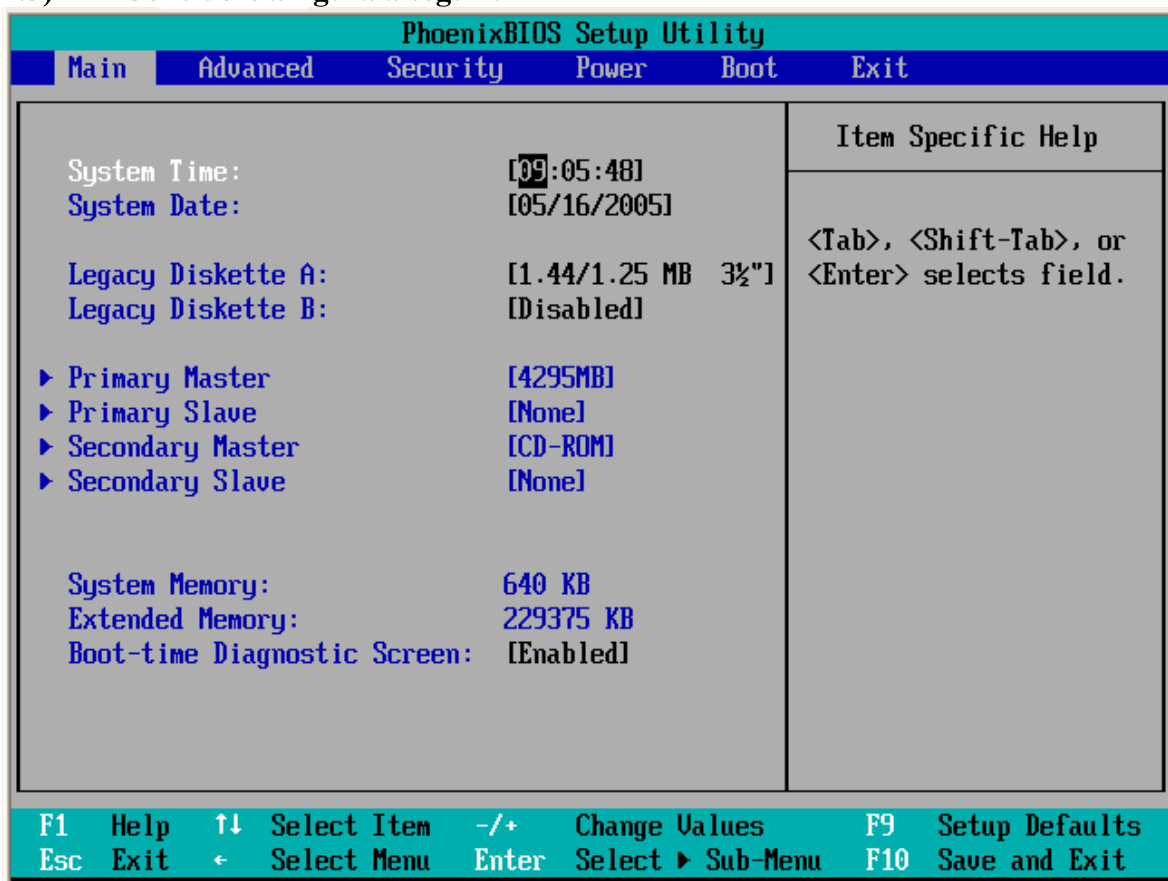 PhoenixBIOS Setup Utility
Main Advanced Security Power Boot Exit
System Time: [09:05:48]
System Date: [05/16/2005]
Legacy Diskette A: [1.44/1.25 MB 3½"]
Legacy Diskette B: [Disabled]
▶ Primary Master [4295MB]
▶ Primary Slave [None]
▶ Secondary Master [CD-ROM]
▶ Secondary Slave [None]
System Memory: 640 KB
Extended Memory: 229375 KB
Boot-time Diagnostic Screen: [Enabled]
Item Specific Help
<Tab>, <Shift-Tab>, or
<Enter> selects field.
F1 Help ↑↓ Select Item -/+ Change Values F9 Setup Defaults
Esc Exit ← Select Menu Enter Select ▶ Sub-Menu F10 Save and Exit